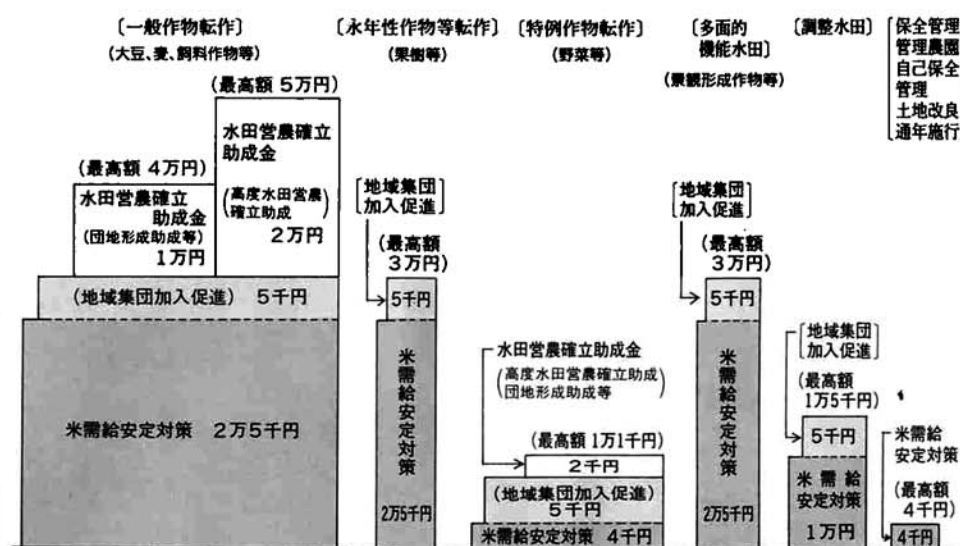 〔一般作物転作〕
(大豆、麦、飼料作物等)
(最高額 5万円)
水田営農確立
助成金
(高度水田営農
確立助成)
2万円
(最高額 4万円)
水田営農確立
助成金
(団地形成助成等)
1万円
(地域集団加入促進) 5千円
米需給安定対策 2万5千円
〔永年性作物等転作〕
(果樹等)
〔地域集団
加入促進〕
(最高額
3万円)
5千円
米需給安定対策
2万5千円
〔特例作物転作〕
(野菜等)
水田営農確立助成金
(高度水田営農確立助成
団地形成助成等)
(最高額 1万1千円)
2千円
(地域集団加入促進)
5千円
米需給安定対策 4千円
〔多面的
機能水田〕
(景観形成作物等)
〔地域集団
加入促進〕
(最高額
3万円)
5千円
米需給安定対策
2万5千円
〔調整水田〕
〔地域集団
加入促進〕
(最高額
1万5千円)
5千円
米需給
安定対策
1万円
保全管理
管理農園
自己保全
管理
土地改良
通年施行
米需給
安定対策
(最高額
4千円)
4千円